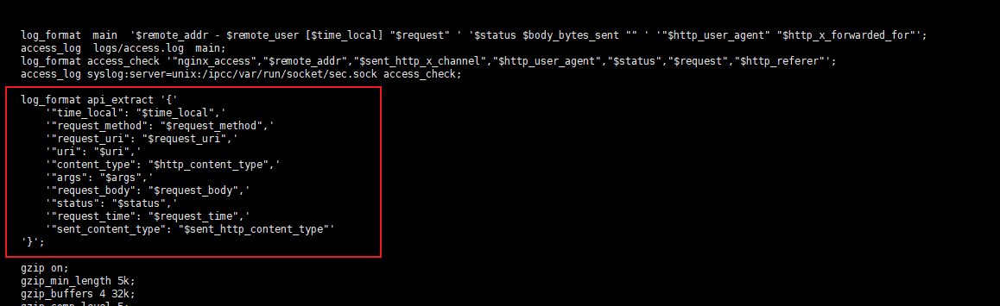 log_format  main  '$remote_addr - $remote_user [$time_local] "$request" ' '$status $body_bytes_sent "" ' '"$http_user_agent" "$http_x_forwarded_for"';
access_log  logs/access.log  main;
log_format access_check '"nginx_access","$remote_addr","$sent_http_x_channel","$http_user_agent","$status","$request","$http_referer"';
access_log syslog:server=unix:/ipcc/var/run/socket/sec.sock access_check;
log_format api_extract '{'
'"time_local": "$time_local",'
'"request_method": "$request_method",'
'"request_uri": "$request_uri",'
'"uri": "$uri",'
'"content_type": "$http_content_type",'
'"args": "$args",'
'"request_body": "$request_body",'
'"status": "$status",'
'"request_time": "$request_time",'
'"sent_content_type": "$sent_http_content_type"'
'}';
gzip on;
gzip_min_length 5k;
gzip_buffers 4 32k;
gzip_comp_level 5;